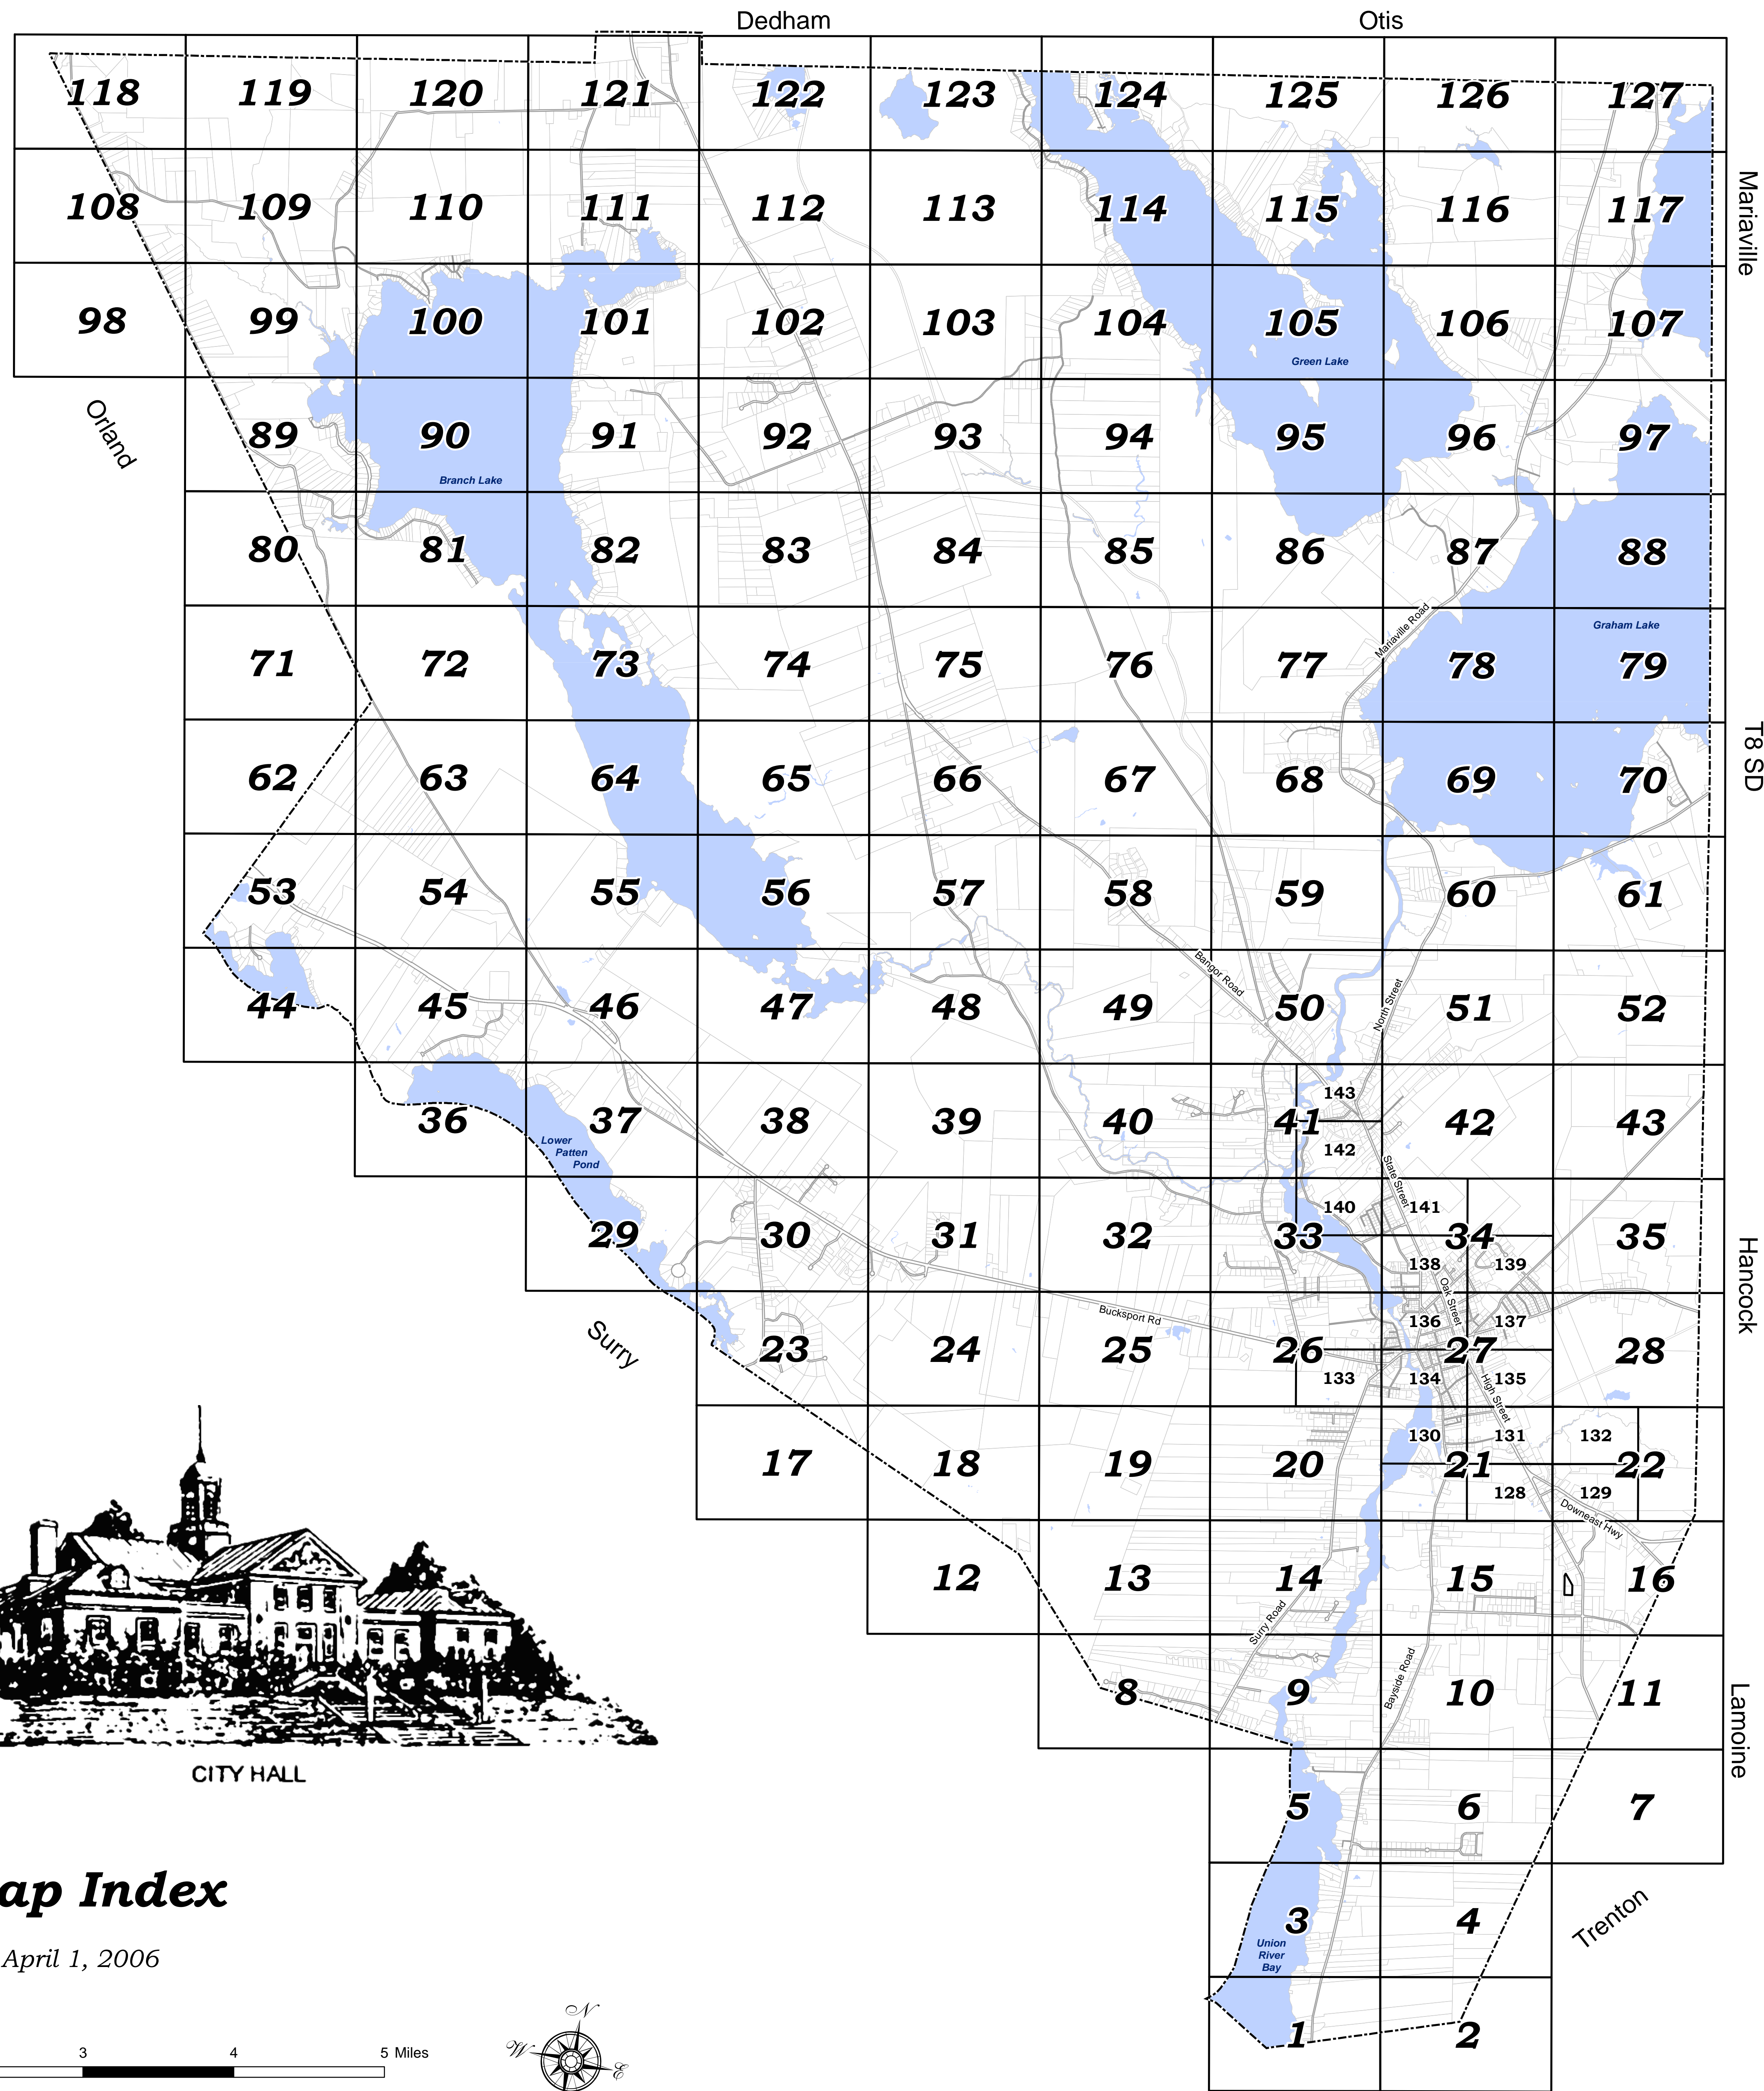 Dedham Otis
118 119 120 121 122 123 124 125 126 127
Mariaville
108 109 110 111 112 113 114 115 116 117
98 99 100 101 102 103 104 105 106 107
Green Lake
Orland
89 90 91 92 93 94 95 96 97
Branch Lake
80 81 82 83 84 85 86 87 88
Mariaville Road
Graham Lake
71 72 73 74 75 76 77 78 79
T8 SD
62 63 64 65 66 67 68 69 70
53 54 55 56 57 58 59 60 61
Bangor Road
North Street
44 45 46 47 48 49 50 51 52
143
36 37 38 39 40 41 42 43
Lower
Patten
Pond
142
State Street
140 141
29 30 31 32 33 34 35
Hancock
138 139
Oak Street
Bucksport Rd
136 137
Surry
23 24 25 26 27 28
133 134 135
High Street
130 131 132
17 18 19 20 21 22
128 129
Downeast Hwy
12 13 14 15 16
Surry Road
Bayside Road
8 9 10 11
Lamoine
CITY HALL
5 6 7
ap Index
3 4
Trenton
Union
River
Bay
April 1, 2006
1 2
N
W
E
3 4 5 Miles